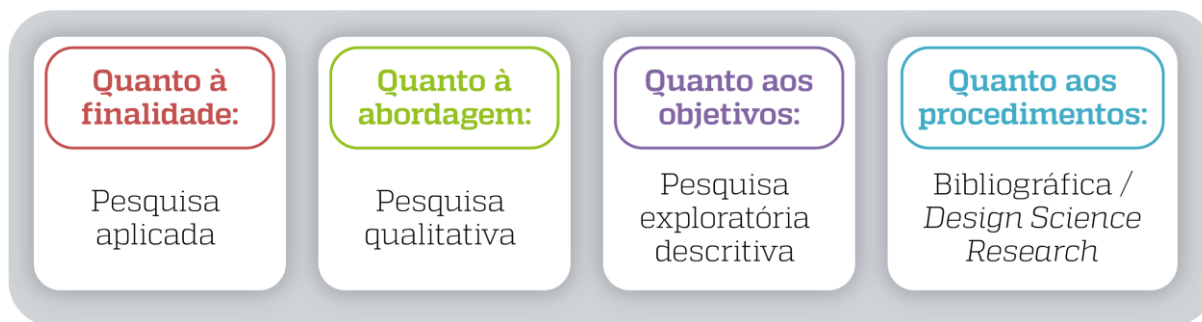 Quanto à
finalidade:
Pesquisa
aplicada
Quanto à
abordagem:
Pesquisa
qualitativa
Quanto aos
objetivos:
Pesquisa
exploratória
descritiva
Quanto aos
procedimentos:
Bibliográfica /
Design Science
Research